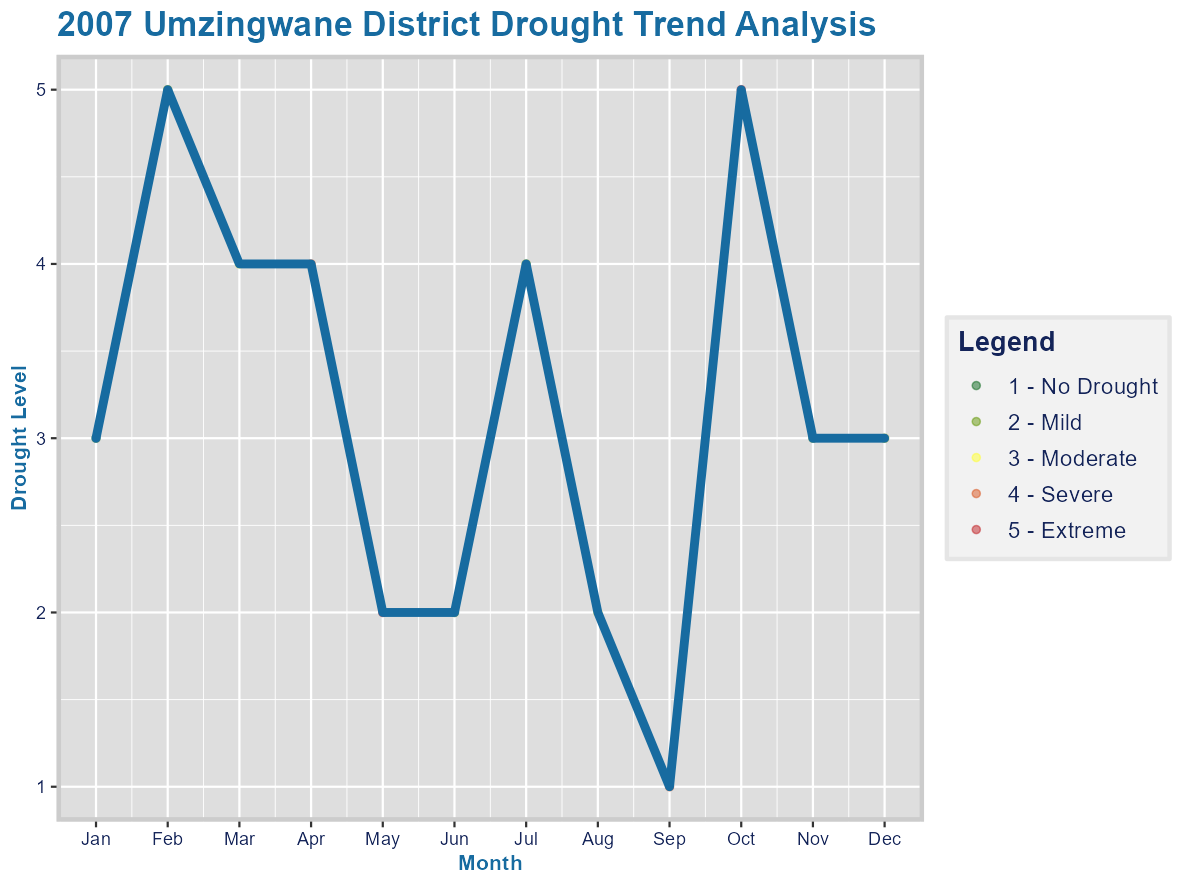 2007 Umzingwane District Drought Trend Analysis
Drought Level
5
4
3
2
1
Jan Feb Mar Apr May Jun Jul Aug Sep Oct Nov Dec
Month
Legend
1 - No Drought
2 - Mild
3 - Moderate
4 - Severe
5 - Extreme